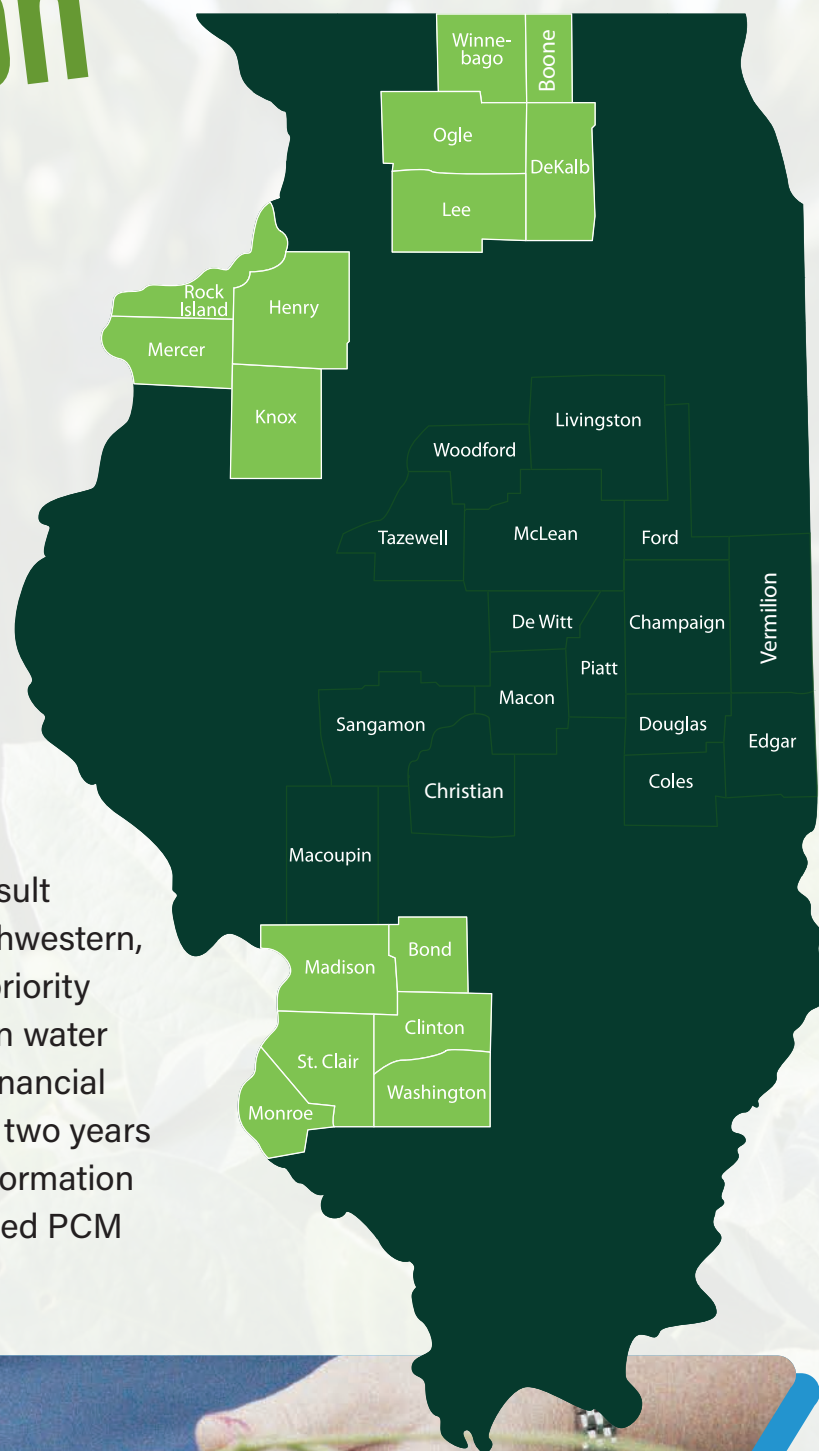 on
Winne-
bago
Boone
Ogle
DeKalb
Lee
Rock
Island
Henry
Mercer
Knox
Livingston
Woodford
Tazewell
McLean
Ford
De Witt
Champaign
Vermilion
Piatt
Macon
Sangamon
Douglas
Edgar
Coles
Christian
Macoupin
sult
hwestern,
riority
n water
nancial
two years
ormation
ed PCM
Madison
Bond
Clinton
St. Clair
Washington
Monroe